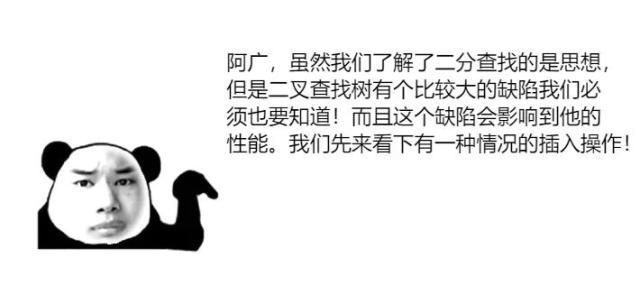 阿广，虽然我们了解了二分查找的是思想，
但是二叉查找树有个比较大的缺陷我们必
须也要知道！而且这个缺陷会影响到他的
性能。我们先来看下有一种情况的插入操作！